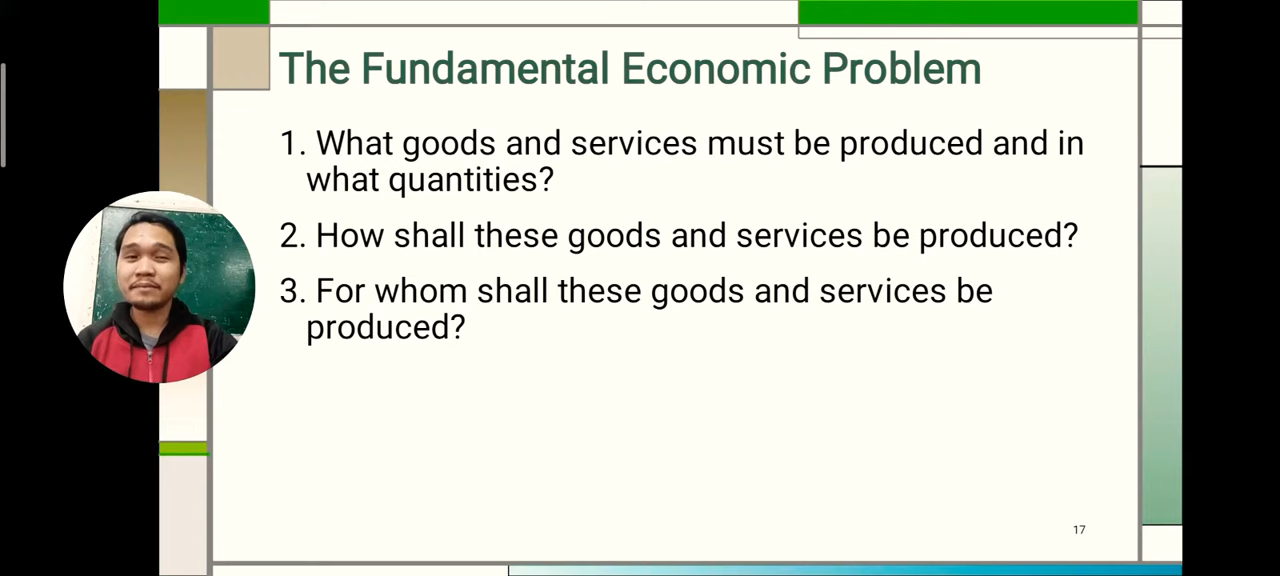 The Fundamental Economic Problem
1. What goods and services must be produced and in
what quantities?
2. How shall these goods and services be produced?
3. For whom shall these goods and services be
produced?
17